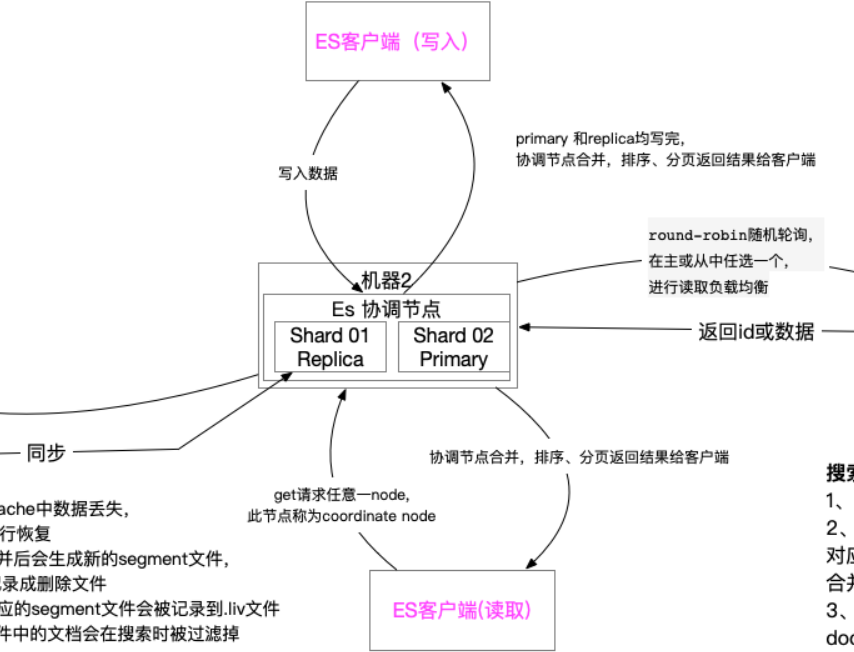 ES客户端（写入）
primary 和replica均写完，
协调节点合并，排序、分页返回结果给客户端
写入数据
round-robin随机轮询，
在主或从中任选一个，
进行读取负载均衡
机器2
Es 协调节点
Shard 01
Replica
Shard 02
Primary
返回id或数据
同步
协调节点合并，排序、分页返回结果给客户端
get请求任意一node，
此节点称为coordinate node
ache中数据丢失，
行恢复
并后会生成新的segment文件，
录成删除文件
应的segment文件会被记录到.liv文件
件中的文档会在搜索时被过滤掉
ES客户端(读取)
搜索
1、
2、
对应
合并
3、
doc